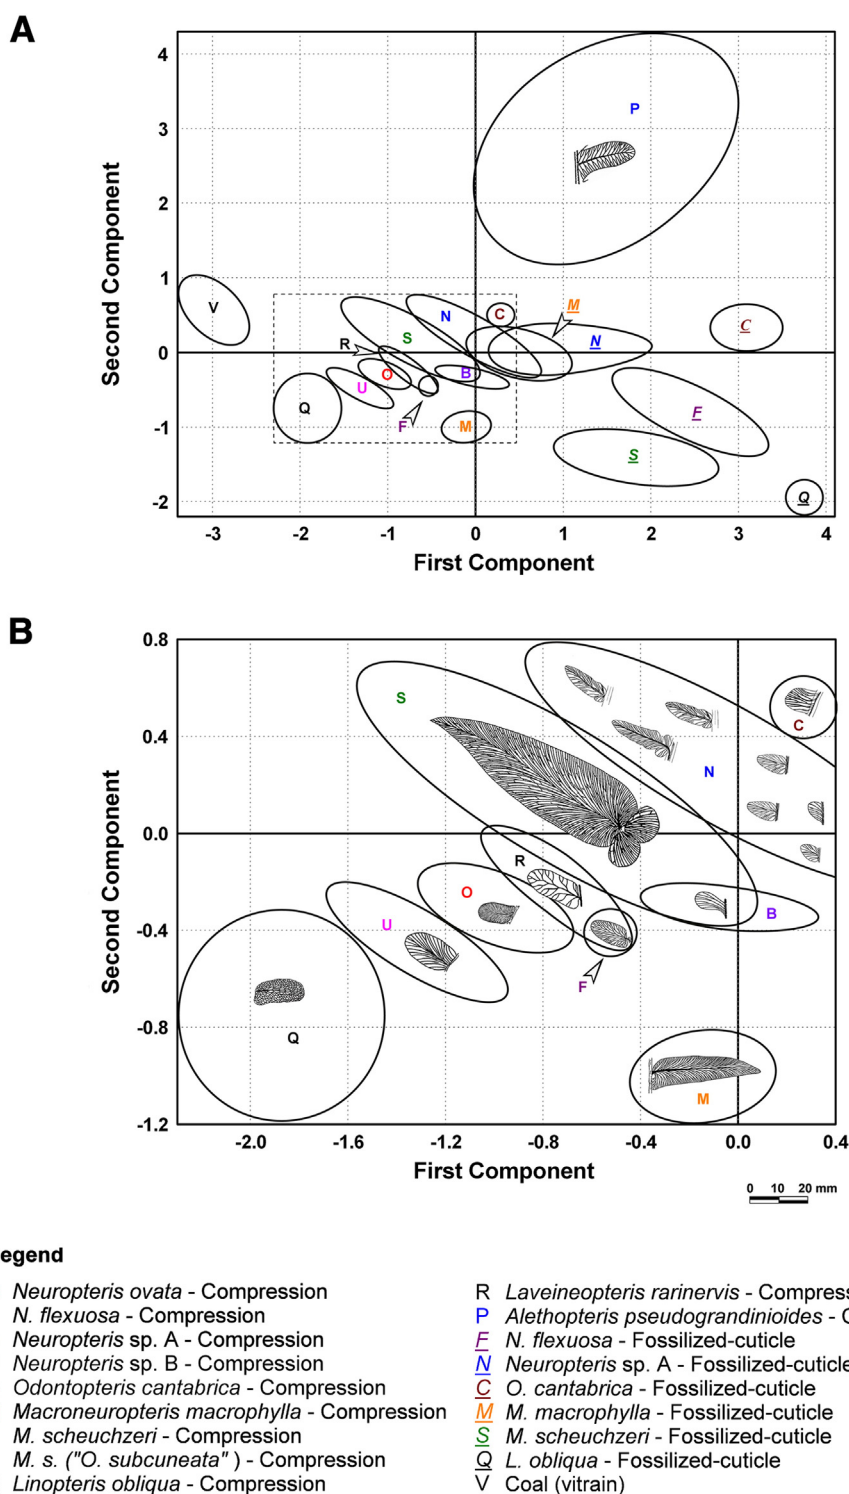 A
4
3
2
1
0
-1
-2
Second Component
P
V
N
C
M
S
R
N
C
O
B
U
Q
F
M
F
S
Q
-3 -2 -1 0 1 2 3 4
First Component
B
0.8
0.4
0.0
-0.4
-0.8
-1.2
Second Component
S
C
N
R
O
B
U
F
Q
M
-2.0 -1.6 -1.2 -0.8 -0.4 0.0 0.4
First Component
0 10 20 mm
egend
Neuropteris ovata - Compression
N. flexuosa - Compression
Neuropteris sp. A - Compression
Neuropteris sp. B - Compression
Odontopteris cantabrica - Compression
Macroneuropteris macrophylla - Compression
M. scheuchzeri - Compression
M. s. ("O. subcuneata" ) - Compression
Linopteris obliqua - Compression
R Laveineopteris rarinervis - Compress
P Alethopteris pseudograndinioides - C
F N. flexuosa - Fossilized-cuticle
N Neuropteris sp. A - Fossilized-cuticle
C O. cantabrica - Fossilized-cuticle
M M. macrophylla - Fossilized-cuticle
S M. scheuchzeri - Fossilized-cuticle
Q L. obliqua - Fossilized-cuticle
V Coal (vitrain)